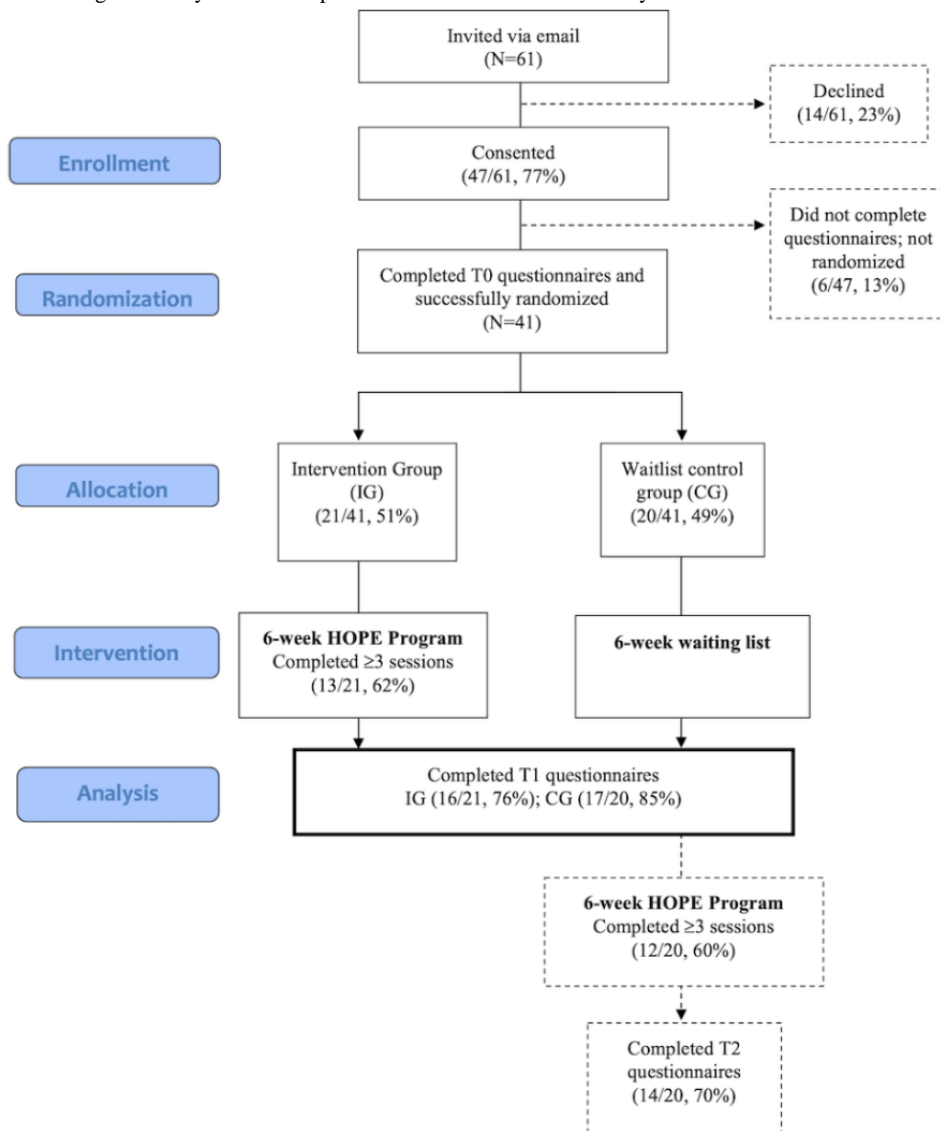 Invited via email
(N=61)
Declined
(14/61, 23%)
Enrollment
Consented
(47/61, 77%)
Did not complete
questionnaires; not
randomized
(6/47, 13%)
Randomization
Completed T0 questionnaires and
successfully randomized
(N=41)
Allocation
Intervention Group
(IG)
(21/41, 51%)
Waitlist control
group (CG)
(20/41, 49%)
Intervention
6-week HOPE Program
Completed ≥3 sessions
(13/21, 62%)
6-week waiting list
Analysis
Completed T1 questionnaires
IG (16/21, 76%); CG (17/20, 85%)
6-week HOPE Program
Completed ≥3 sessions
(12/20, 60%)
Completed T2
questionnaires
(14/20, 70%)